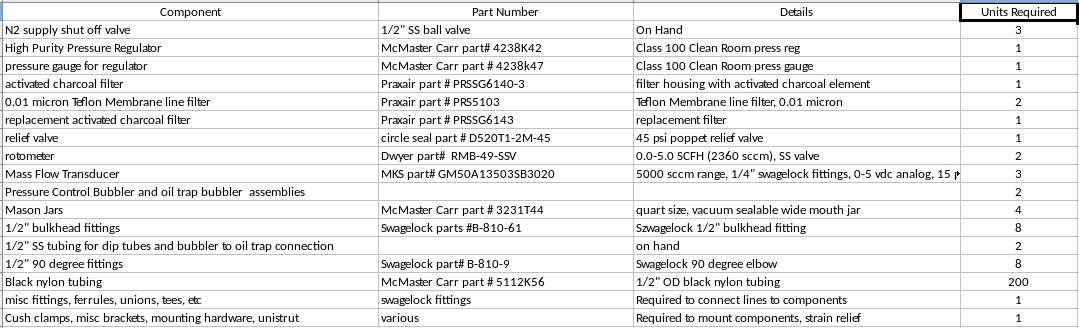 Component Part Number Details Units Required
N2 supply shut off valve 1/2" SS ball valve On Hand 3
High Purity Pressure Regulator McMaster Carr part# 4238K42 Class 100 Clean Room press reg 1
pressure gauge for regulator McMaster Carr part # 4238k47 Class 100 Clean Room press gauge 1
activated charcoal filter Praxair part # PRSSG6140-3 filter housing with activated charcoal element 1
0.01 micron Teflon Membrane line filter Praxair part # PRS5103 Teflon Membrane line filter, 0.01 micron 2
replacement activated charcoal filter Praxair part # PRSSG6143 replacement filter 1
relief valve circle seal part # D520T1-2M-45 45 psi poppet relief valve 1
rotometer Dwyer part# RMB-49-SSV 0.0-5.0 SCFH (2360 sccm), SS valve 2
Mass Flow Transducer MKS part# GM50A13503SB3020 5000 sccm range, 1/4" swagelock fittings, 0-5 vdc analog, 15 3
Pressure Control Bubbler and oil trap bubbler assemblies 2
Mason Jars McMaster Carr part # 3231T44 quart size, vacuum sealable wide mouth jar 4
1/2" bulkhead fittings Swagelock parts #B-810-61 Szwagelock 1/2" bulkhead fitting 8
1/2" SS tubing for dip tubes and bubbler to oil trap connection on hand 2
1/2" 90 degree fittings Swagelock part# B-810-9 Swagelock 90 degree elbow 8
Black nylon tubing McMaster Carr part # 5112K56 1/2" OD black nylon tubing 200
misc fittings, ferrules, unions, tees, etc swagelock fittings Required to connect lines to components 1
Cush clamps, misc brackets, mounting hardware, unistrut various Required to mount components, strain relief 1